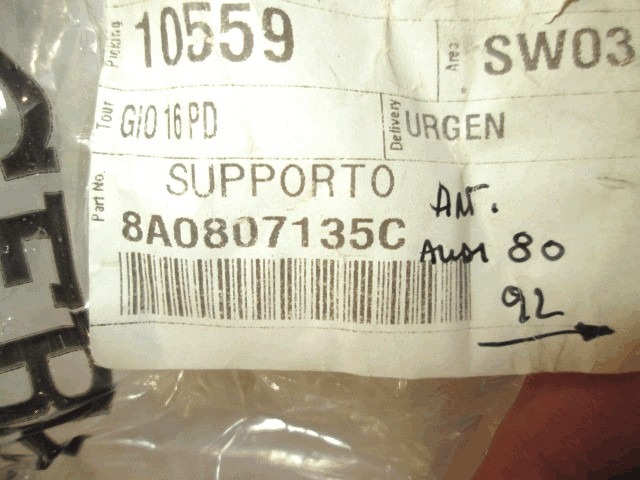 Picking 10559 Area SW03
Tour GIO 16 PD Delivery URGEN
Part No. SUPPORTO
8A0807135C
ANT.
AUDI 80
92